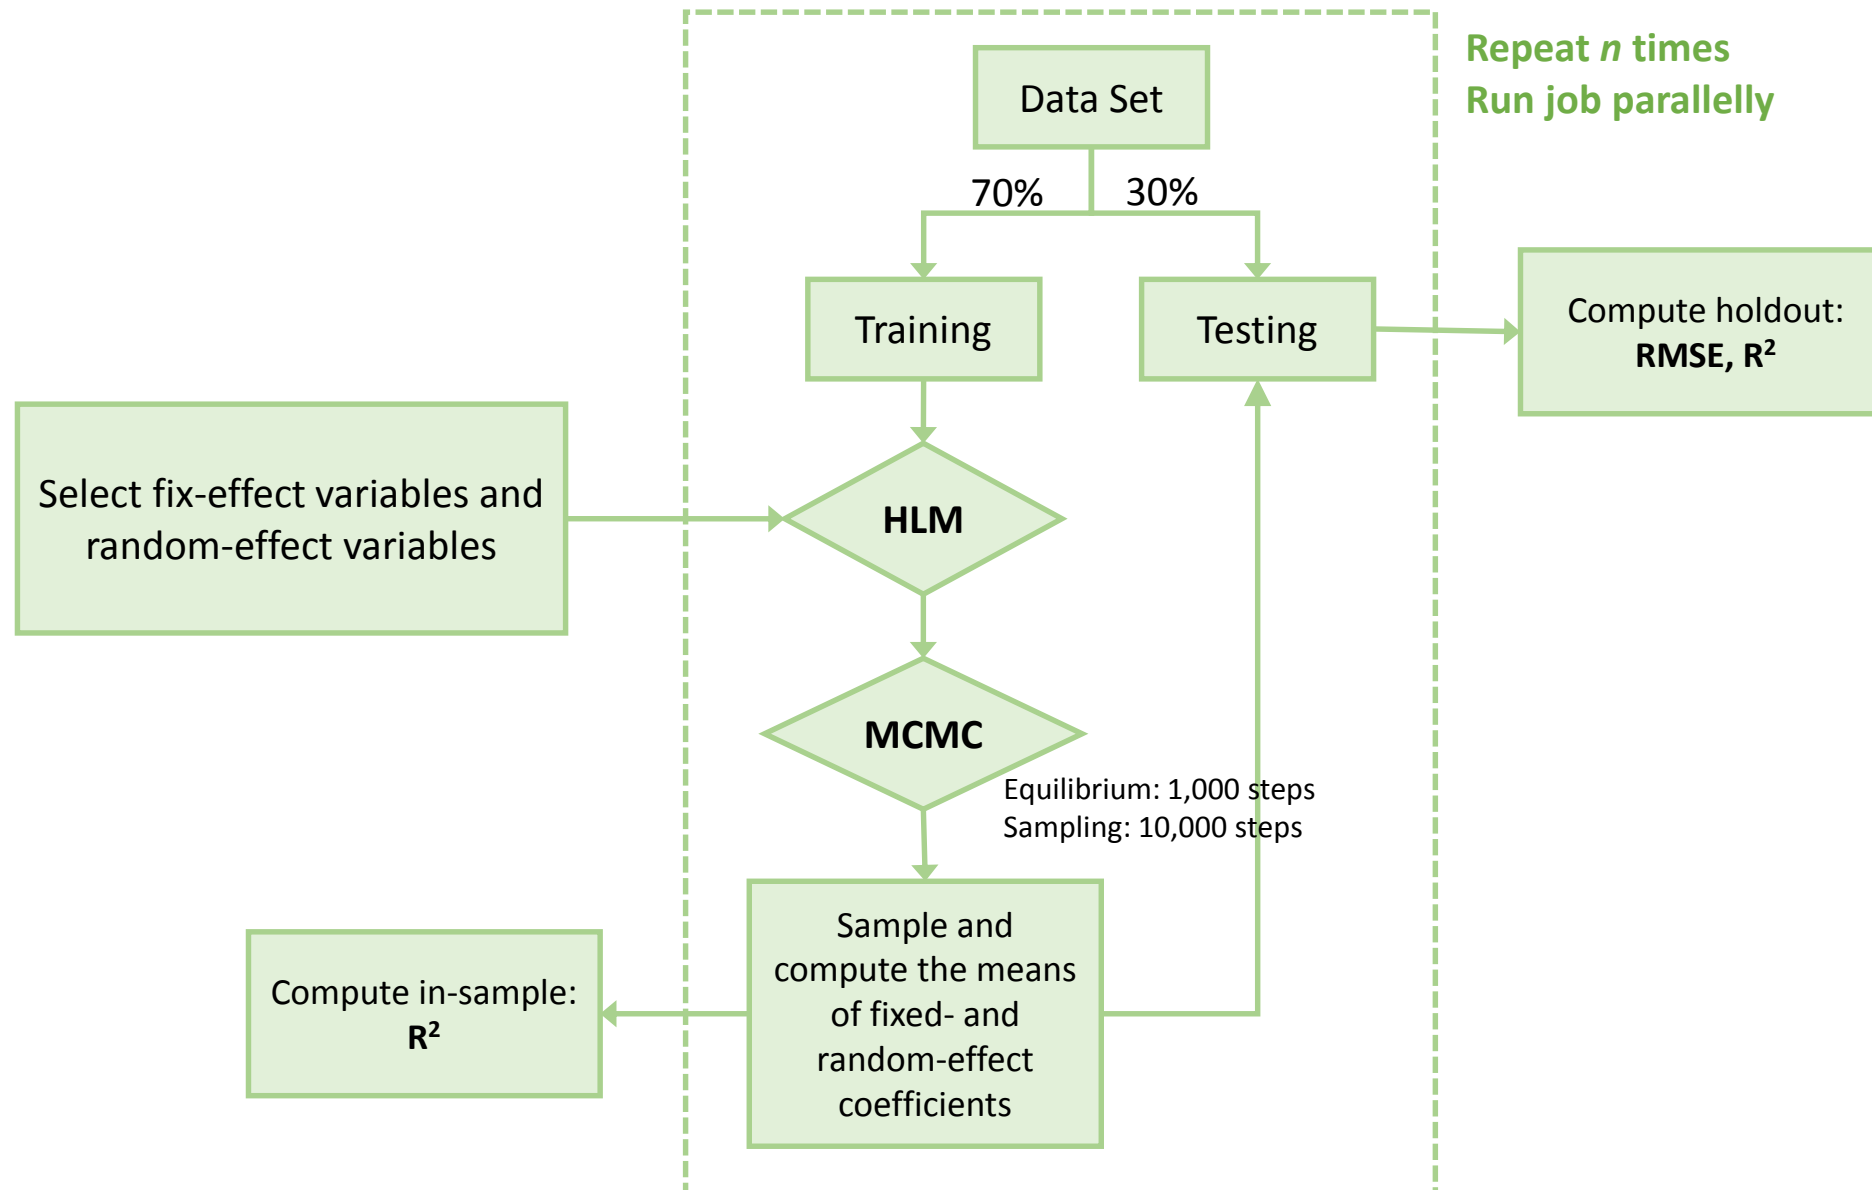 Repeat n times
Run job parallelly
Data Set
70%
30%
Training
Testing
Compute holdout:
RMSE, R²
Select fix-effect variables and
random-effect variables
HLM
MCMC
Equilibrium: 1,000 steps
Sampling: 10,000 steps
Sample and
compute the means
of fixed- and
random-effect
coefficients
Compute in-sample:
R²